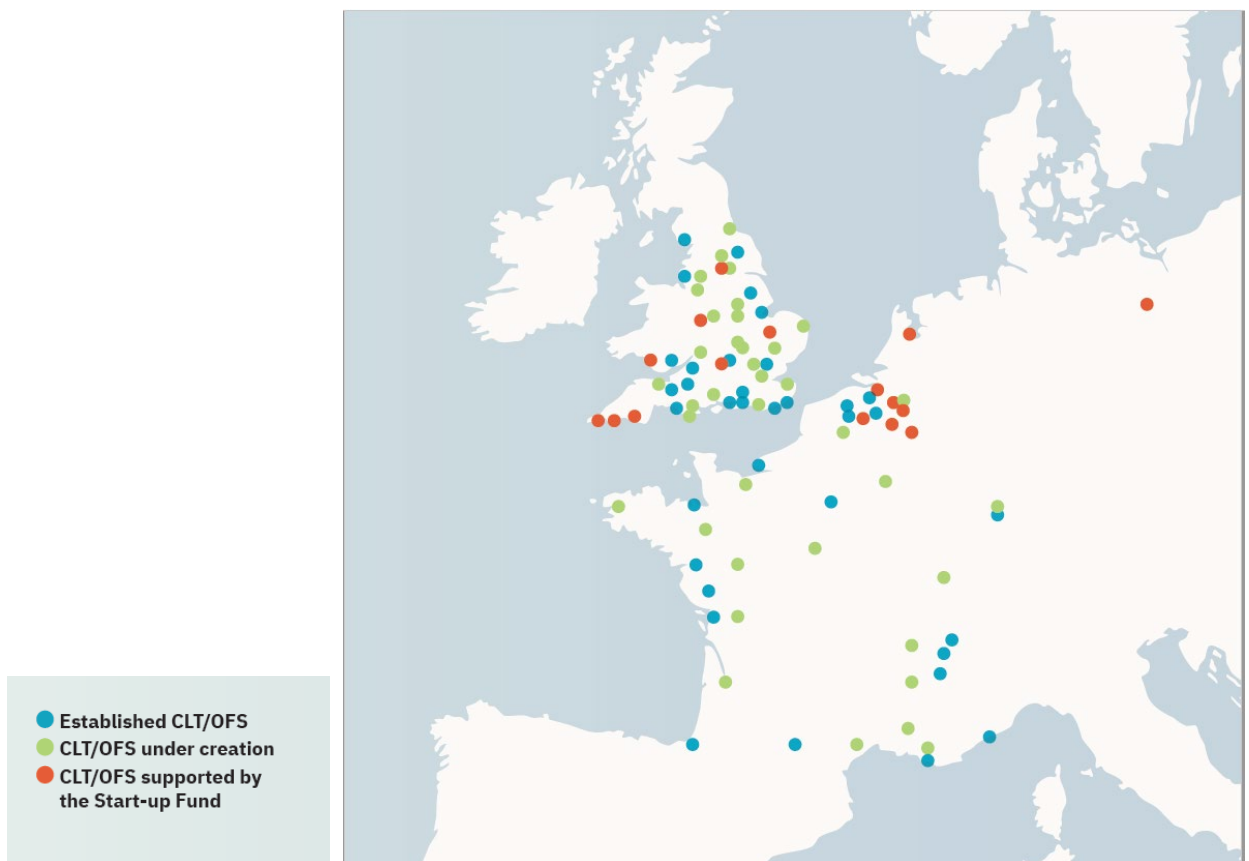 Established CLT/OFS
CLT/OFS under creation
CLT/OFS supported by
the Start-up Fund